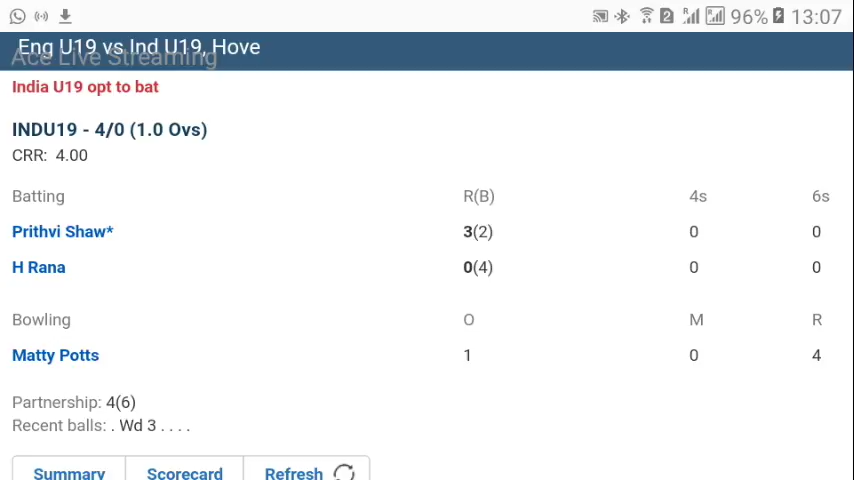 2 96% 13:07
Eng U19 vs Ind U19, Hove
Ace Live Streaming
India U19 opt to bat
INDU19 - 4/0 (1.0 Ovs)
CRR: 4.00
Batting R(B) 4s 6s
Prithvi Shaw* 3(2) 0 0
H Rana 0(4) 0 0
Bowling O M R
Matty Potts 1 0 4
Partnership: 4(6)
Recent balls: . Wd 3 . . . .
Summary Scorecard Refresh